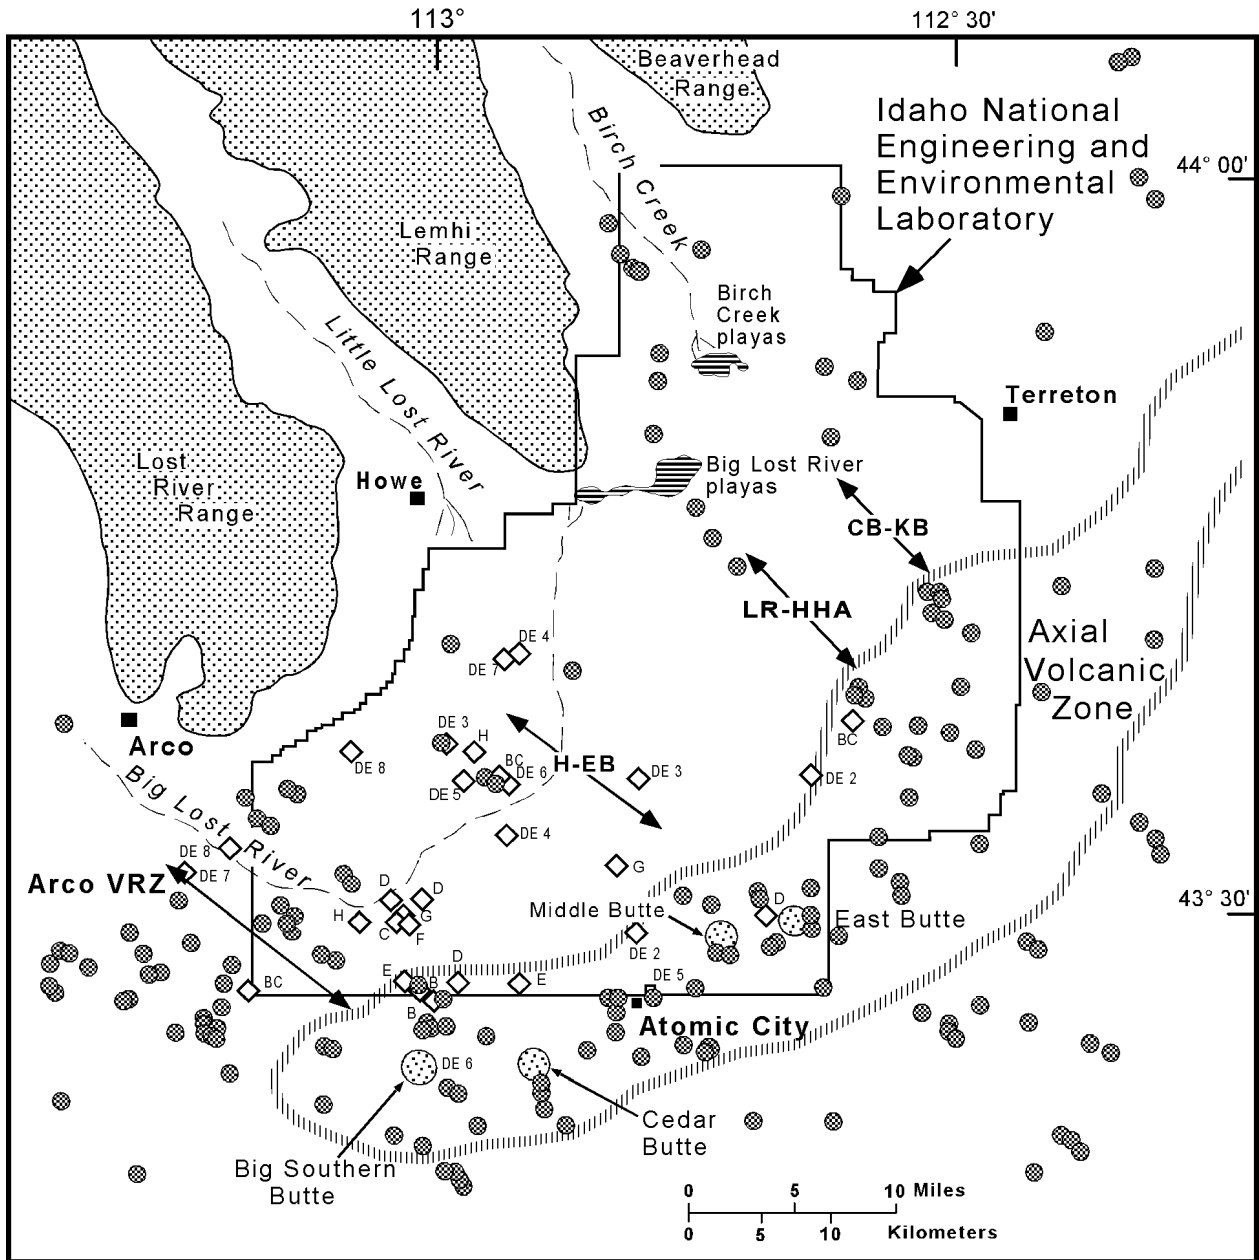 113°
112° 30'
Beaverhead
Range
Birch Creek
Idaho National
Engineering and
Environmental
Laboratory
44° 00'
Lemhi
Range
Birch
Creek
playas
Little Lost River
Terreton
Lost
River
Range
Howe
Big Lost River
playas
CB-KB
LR-HHA
Axial
Volcanic
Zone
DE 4
DE 7
Arco
DE 3
H
BC
DE 8
BC
DE 6
H-EB
DE 3
DE 2
DE 5
Big Lost River
DE 4
DE 8
DE 7
G
Arco VRZ
43° 30'
D
D
H
G
C
F
Middle Butte
D
East Butte
DE 2
D
E
B
E
DE 5
BC
B
Atomic City
DE 6
Cedar
Butte
Big Southern
Butte
0
5
10 Miles
0
5
10
Kilometers